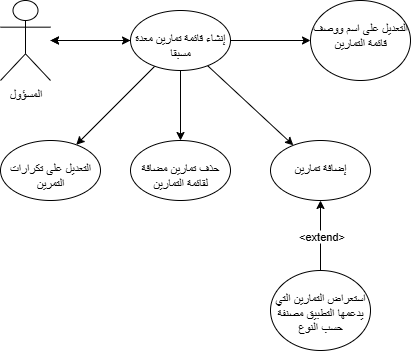 المسؤول
إنشاء قائمة تمارين معدة
مسبقا
التعديل على اسم ووصف
قائمة التمارين
التعديل على تكرارات
التمرين
حذف تمارين مضافة
لقائمة التمارين
إضافة تمارين
<extend>
استعراض التمارين التي
يدعمها التطبيق مصنفة
حسب النوع